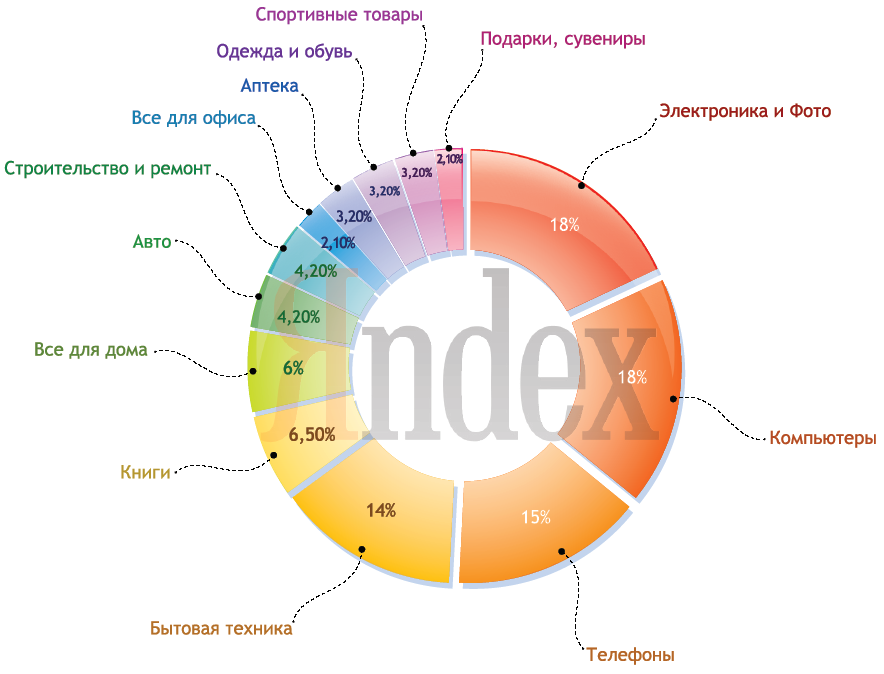 Спортивные товары
Подарки, сувениры
Одежда и обувь
Аптека
Электроника и Фото
Все для офиса
Строительство и ремонт
Авто
Все для дома
Книги
Бытовая техника
Телефоны
Компьютеры
18%
18%
15%
14%
6,50%
6%
4,20%
4,20%
2,10%
3,20%
3,20%
3,20%
2,10%
Яndex